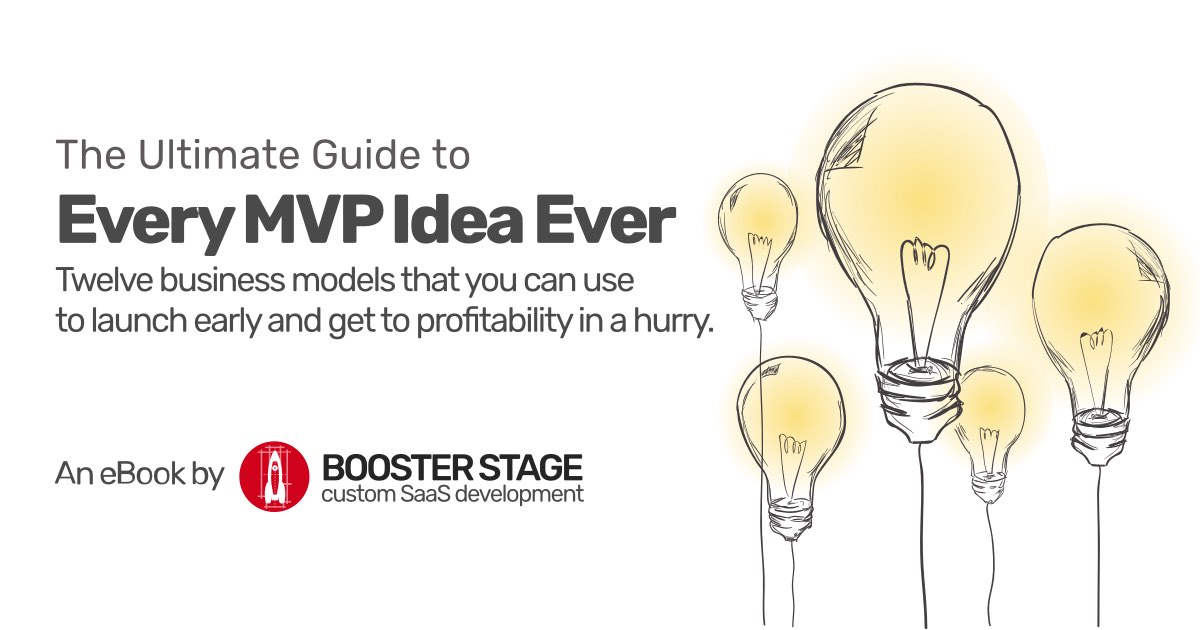 The Ultimate Guide to
Every MVP Idea Ever
Twelve business models that you can use
to launch early and get to profitability in a hurry.
An eBook by
BOOSTER STAGE
custom SaaS development